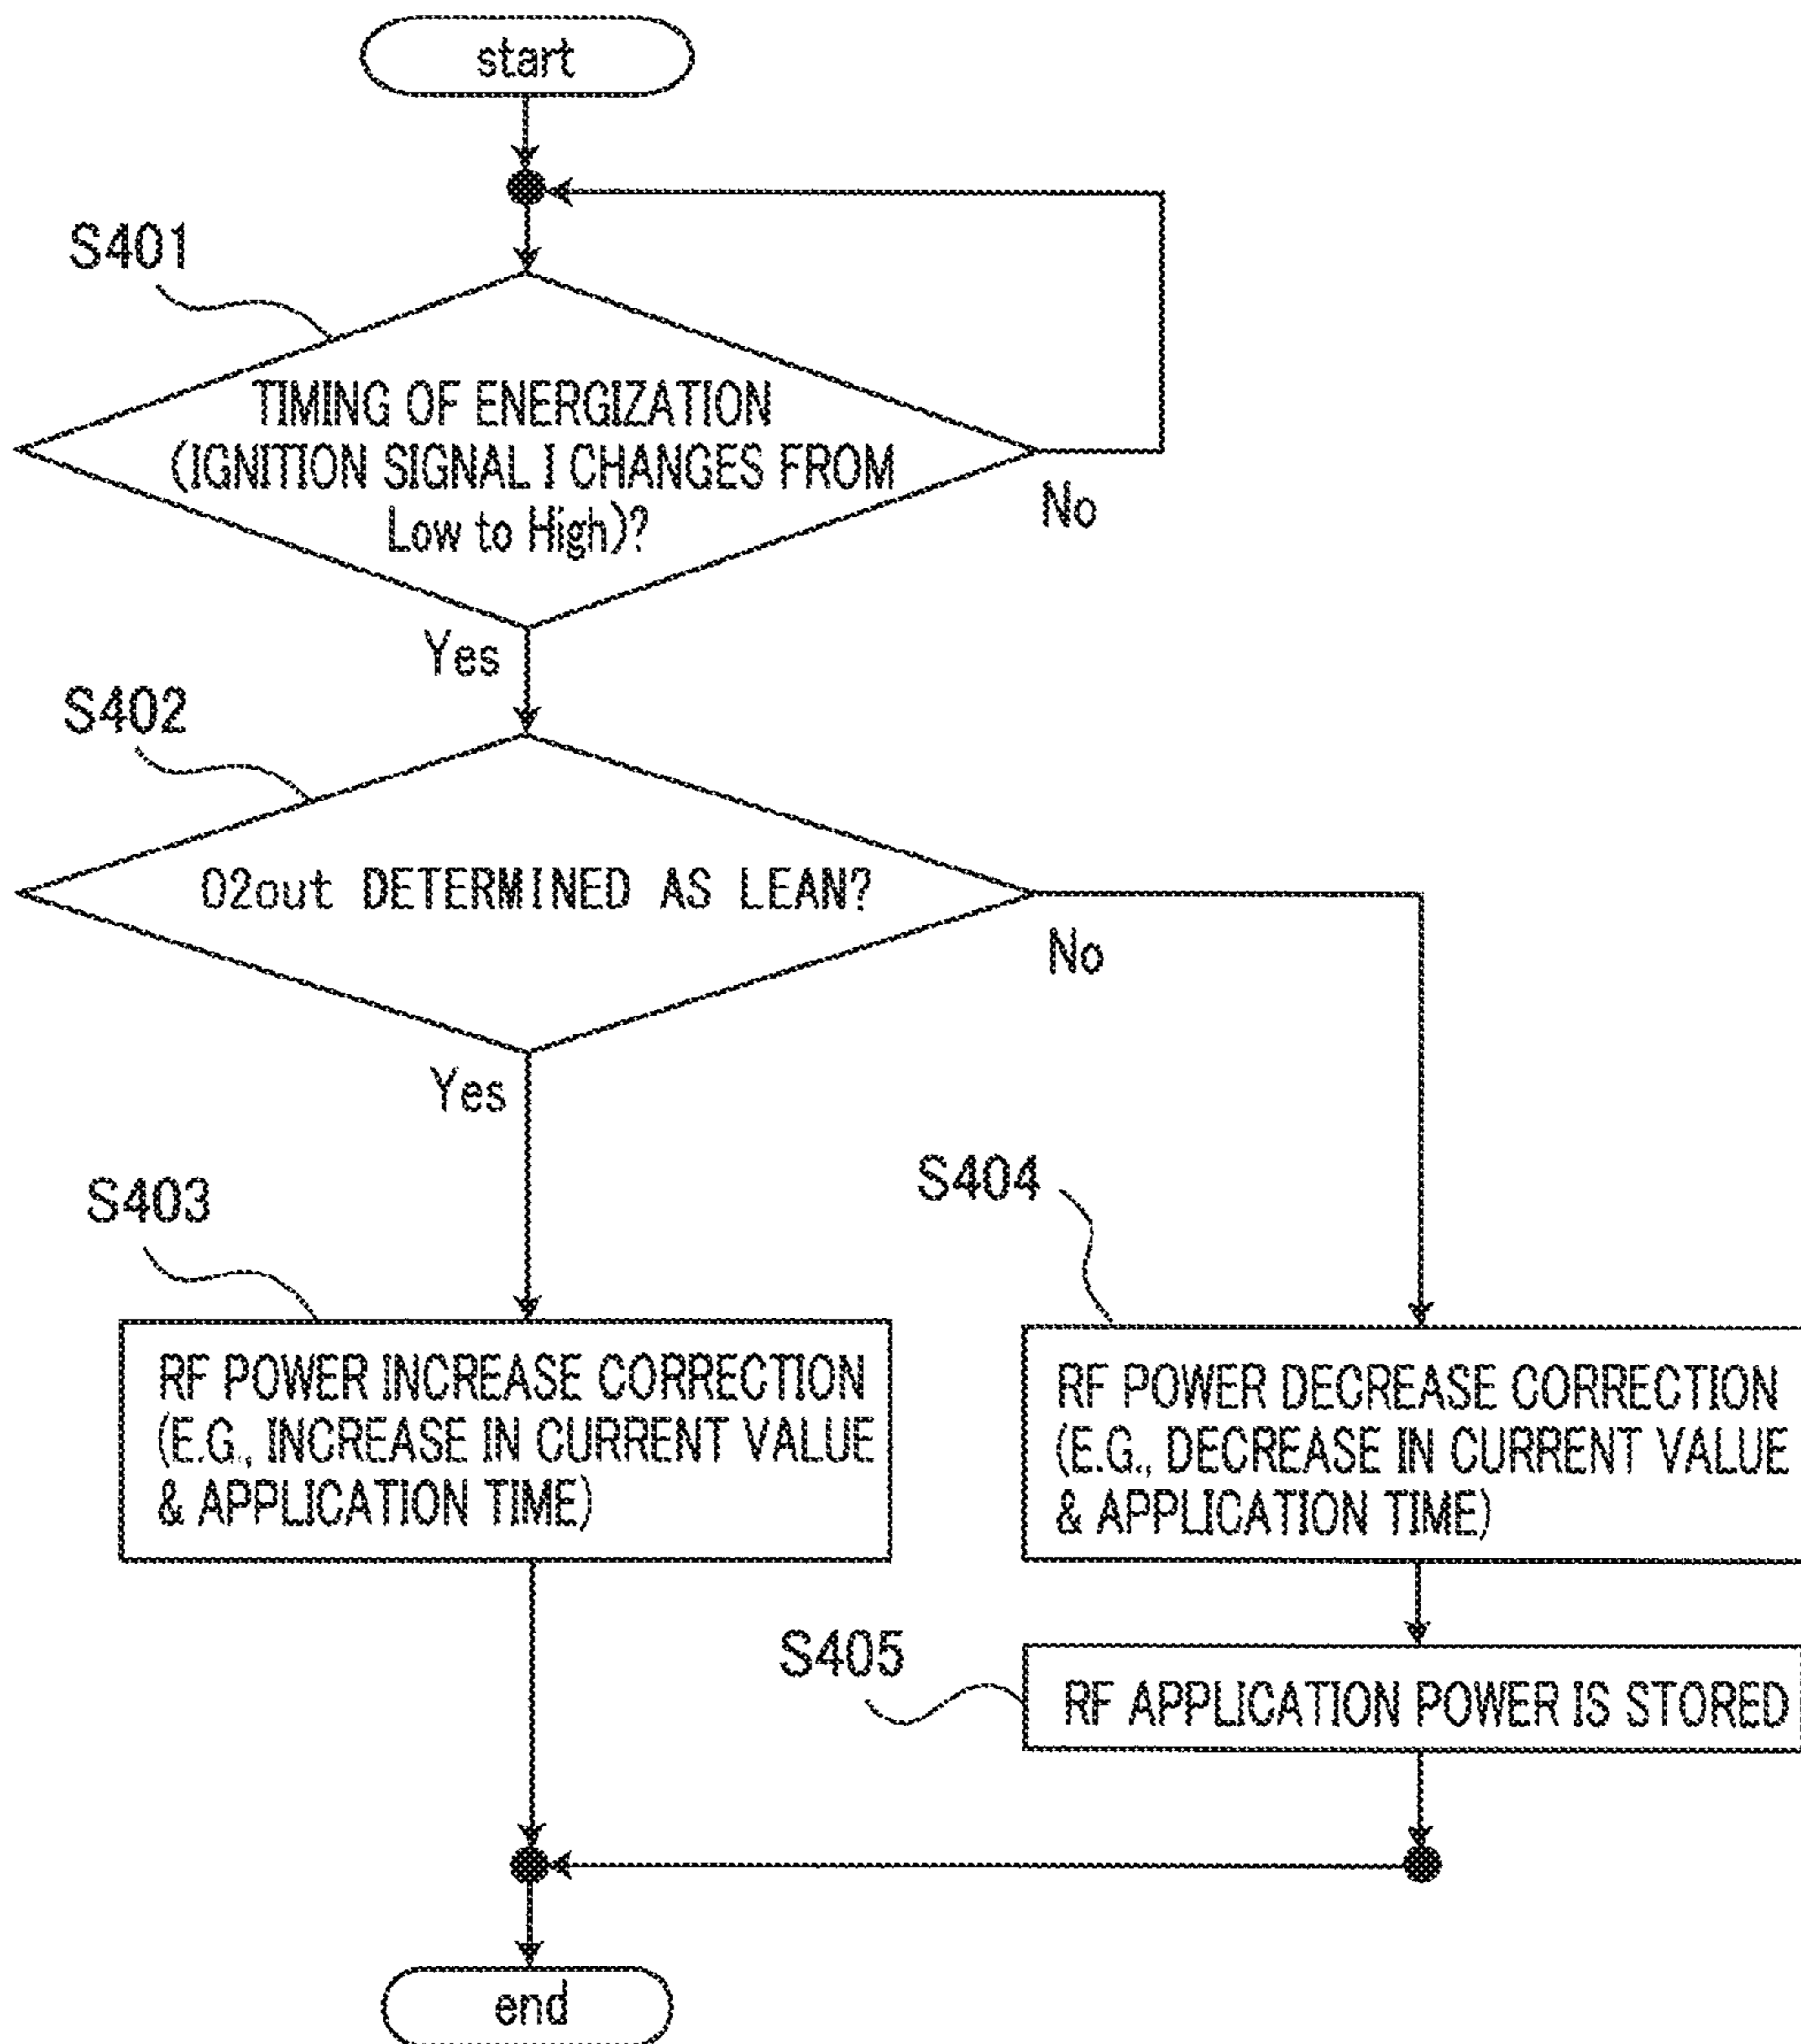 start
S401
TIMING OF ENERGIZATION
(IGNITION SIGNAL I CHANGES FROM
Low to High)?
No
Yes
S402
O2out DETERMINED AS LEAN?
No
Yes
S403
S404
RF POWER INCREASE CORRECTION
(E.G., INCREASE IN CURRENT VALUE
& APPLICATION TIME)
RF POWER DECREASE CORRECTION
(E.G., DECREASE IN CURRENT VALUE
& APPLICATION TIME)
S405
RF APPLICATION POWER IS STORED
end